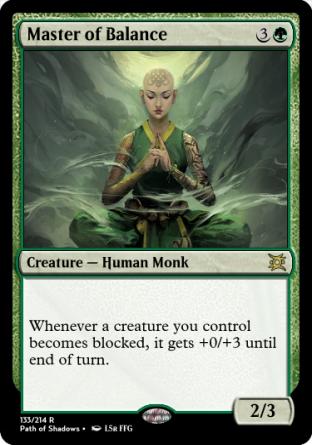 Master of Balance 3
Creature — Human Monk
Whenever a creature you control
becomes blocked, it gets +0/+3 until
end of turn.
133/214 R
Path of Shadows • L5R FFG
2/3